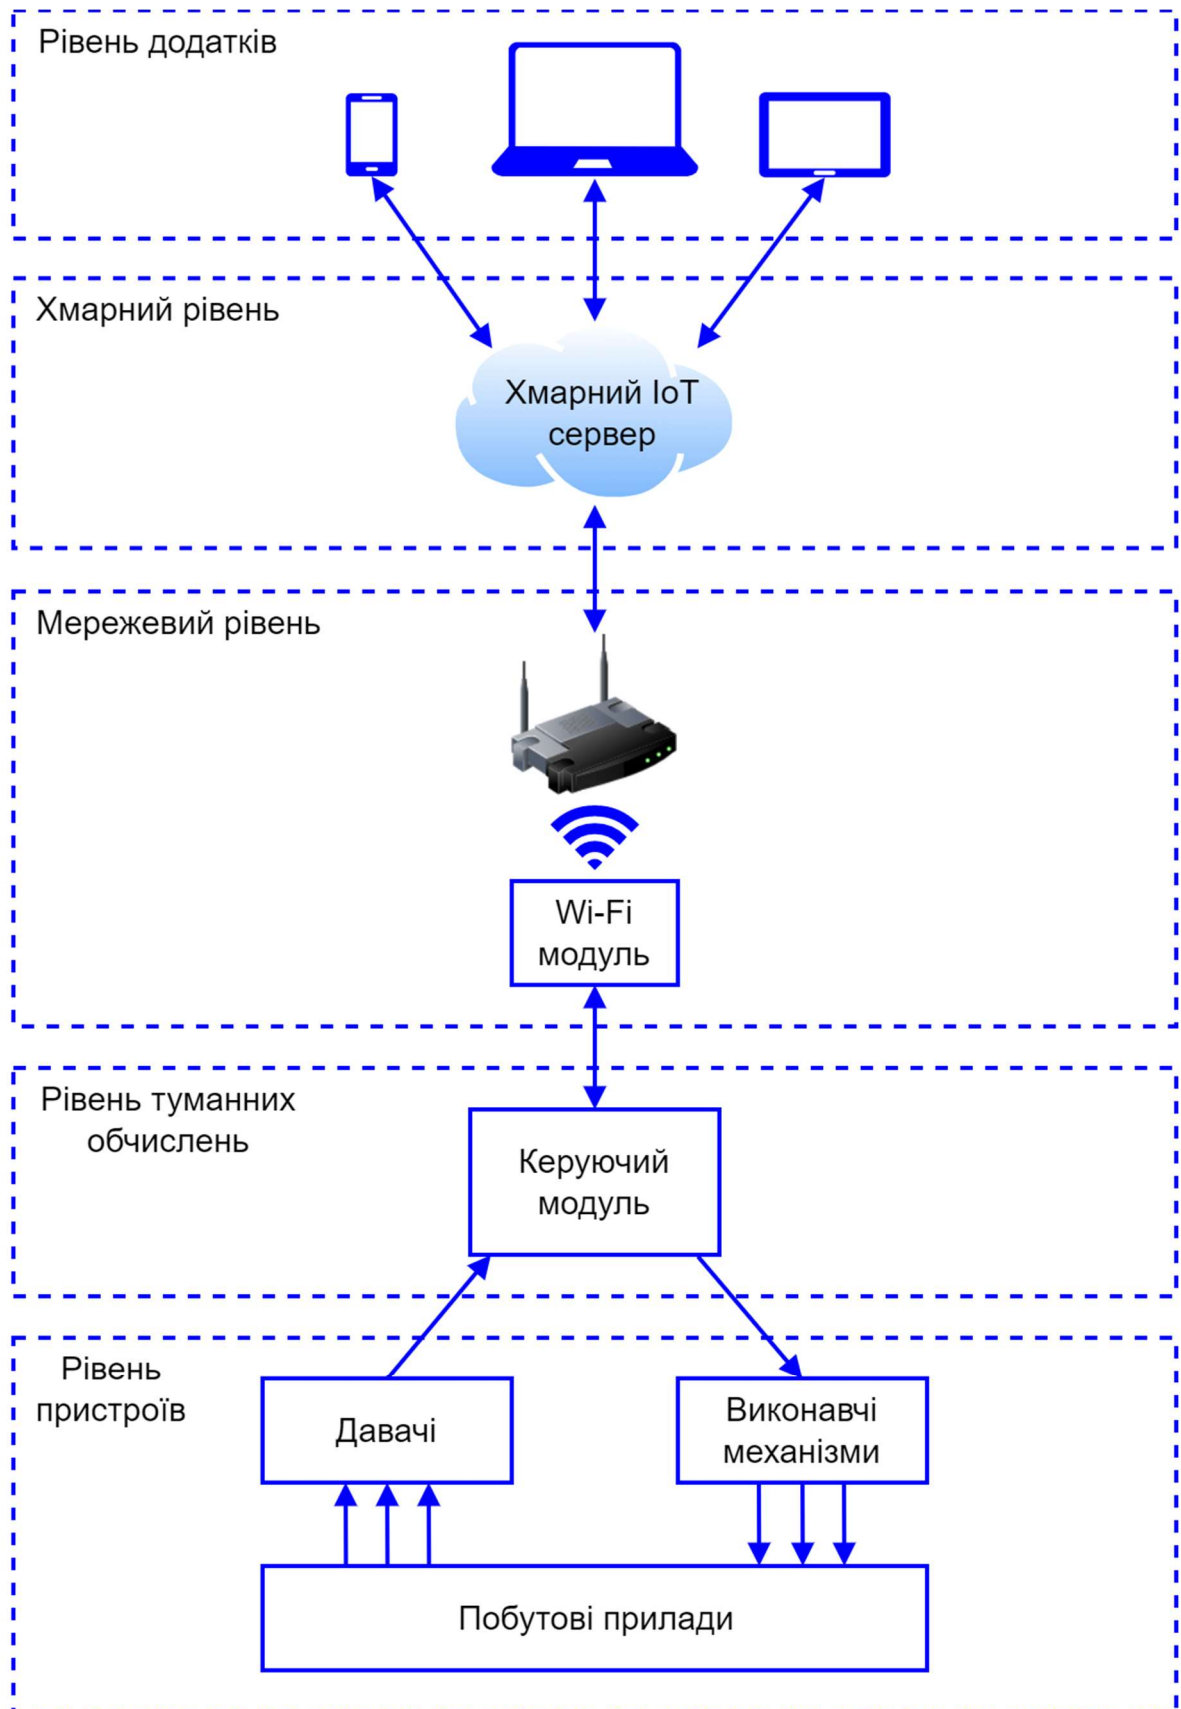 Рівень додатків
Хмарний рівень
Хмарний IoT
сервер
Мережевий рівень
Wi-Fi
модуль
Рівень туманних
обчислень
Керуючий
модуль
Рівень
пристроїв
Давачі
Виконавчі
механізми
Побутові прилади